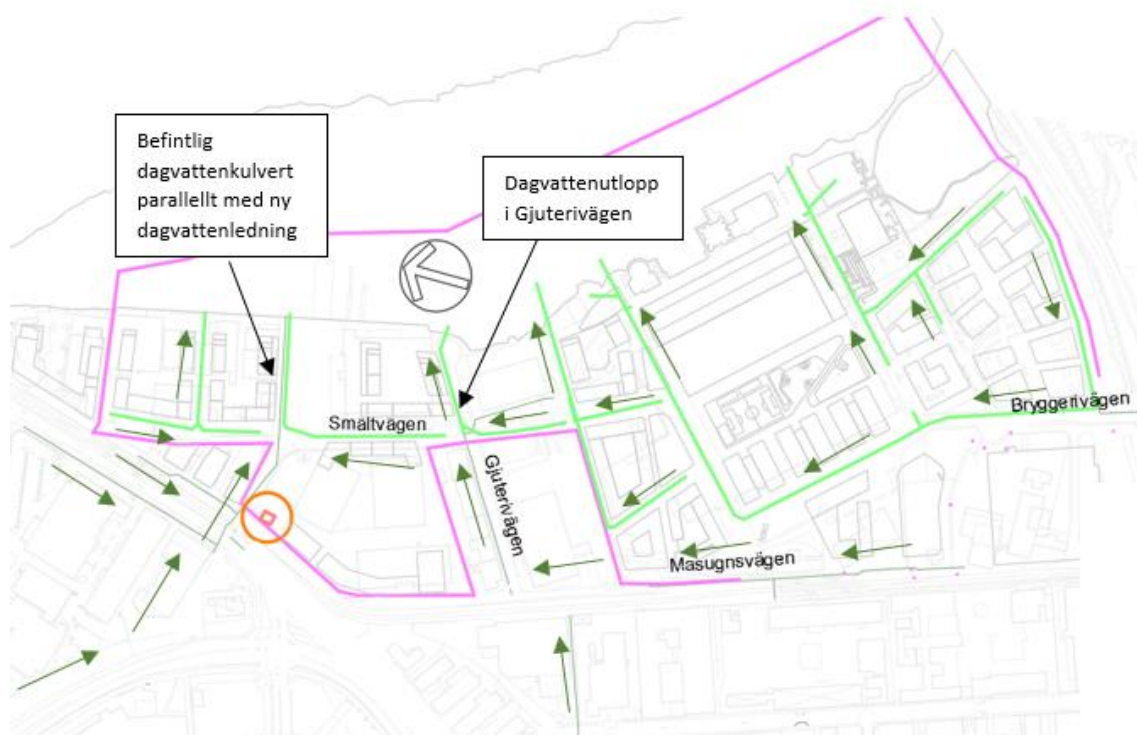 Befintlig
dagvattenkulvert
parallellt med ny
dagvattenledning
Dagvattenutlopp
i Gjuterivägen
Smältvägen
Bryggerivägen
Gjuterivägen
Masugnsvägen